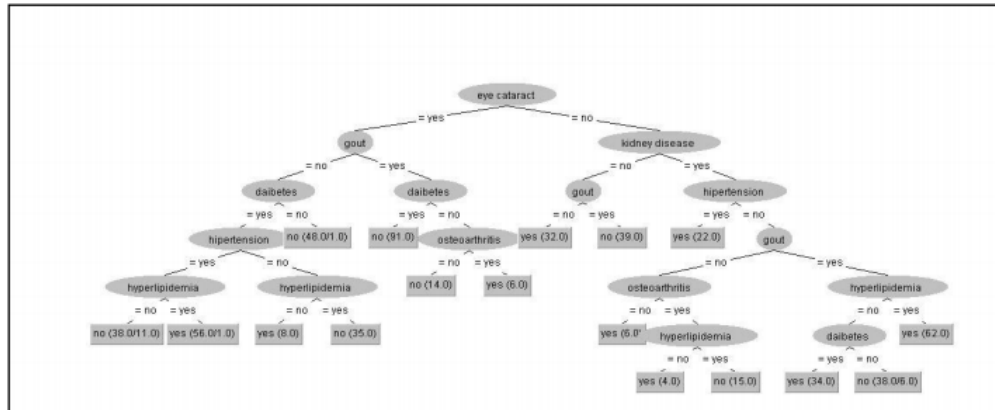 eye cataract
= yes = no
gout kidney disease
= no = yes = no = yes
daibetes daibetes gout hipertension
= yes = no = yes = no = yes = no = yes = no
hipertension no (48.0/1.0) no (91.0) osteoarthritis yes (32.0) no (39.0) yes (22.0) gout
= yes = no = no = yes = no = yes
hyperlipidemia hyperlipidemia no (14.0) yes (6.0) osteoarthritis hyperlipidemia
= no = yes = no = yes = no = yes = no = yes
no (38.0/11.0) yes (56.0/1.0) yes (8.0) no (35.0) yes (6.0 hyperlipidemia daibetes yes (62.0)
= no = yes = yes = no
yes (4.0) no (15.0) yes (34.0) no (38.0/6.0)